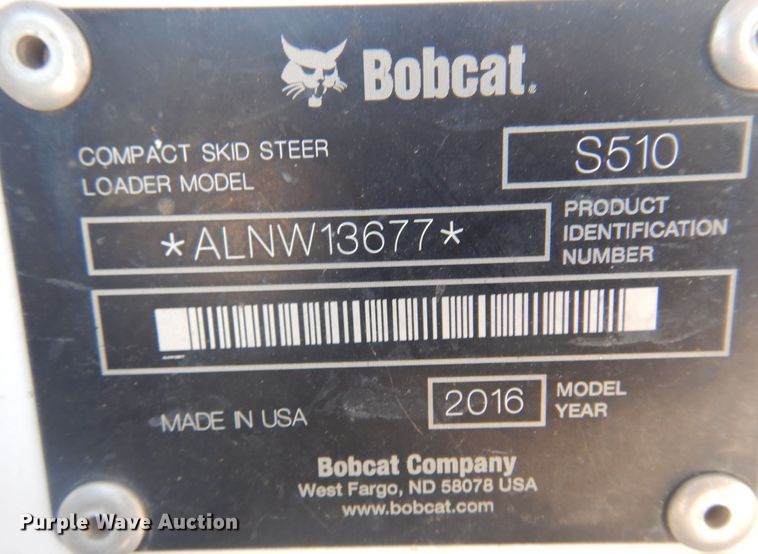 Bobcat.
COMPACT SKID STEER
LOADER MODEL
S510
*ALNW13677*
PRODUCT
IDENTIFICATION
NUMBER
MADE IN USA
2016
MODEL
YEAR
Bobcat Company
West Fargo, ND 58078 USA
www.bobcat.com
Purple Wave Auction